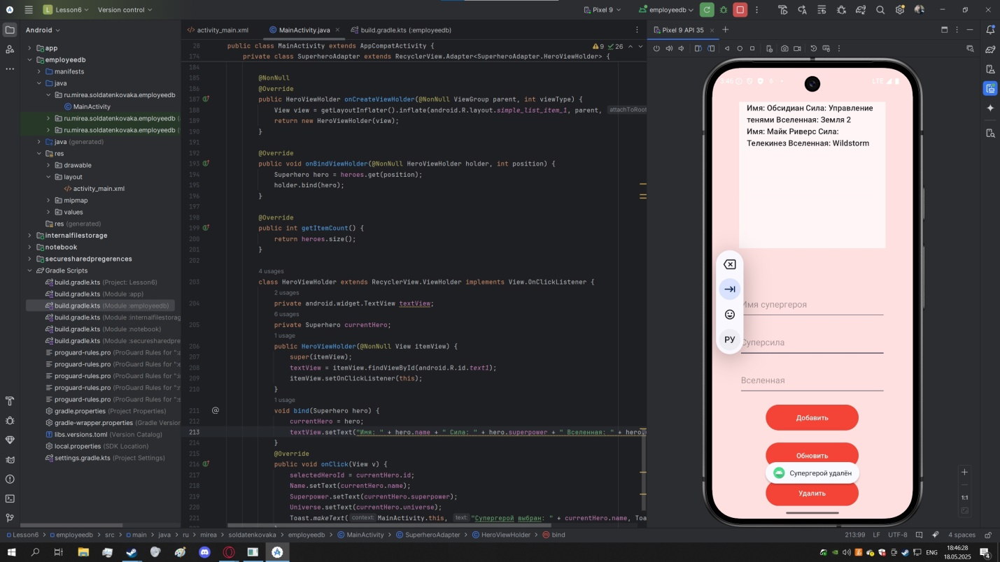 Lesson6
Version control
Pixel 9
employeedb
Android
activity_main.xml
MainActivity.java
build.gradle.kts (:employeedb)
Pixel 9 API 35
app
employeedb
manifests
java
ru.mirea.soldatenkovaka.employeedb
MainActivity
ru.mirea.soldatenkovaka.employeedb (
ru.mirea.soldatenkovaka.employeedb (
java (generated)
res
drawable
layout
activity_main.xml
mipmap
values
res (generated)
internalfilestorage
notebook
securesharedpregerences
Gradle Scripts
build.gradle.kts (Project: Lesson6)
build.gradle.kts (Module :app)
build.gradle.kts (Module :employeedb)
build.gradle.kts (Module :internalfilestorag
build.gradle.kts (Module :notebook)
build.gradle.kts (Module :securesharedpre
proguard-rules.pro (ProGuard Rules for ":a
proguard-rules.pro (ProGuard Rules for ":e
proguard-rules.pro (ProGuard Rules for ":i
proguard-rules.pro (ProGuard Rules for ":r
proguard-rules.pro (ProGuard Rules for ":s
gradle.properties (Project Properties)
gradle-wrapper.properties (Gradle Version
libs.versions.toml (Version Catalog)
local.properties (SDK Location)
settings.gradle.kts (Project Settings)
9 26
28 public class MainActivity extends AppCompatActivity {
174 private class SuperheroAdapter extends RecyclerView.Adapter<SuperheroAdapter.HeroViewHolder> {
184
185 @NonNull
186 @Override
187 public HeroViewHolder onCreateViewHolder(@NonNull ViewGroup parent, int viewType) {
188 View view = getLayoutInflater().inflate(android.R.layout.simple_list_item_1, parent, attachToRoot
189 return new HeroViewHolder(view);
190 }
191
192 @Override
193 public void onBindViewHolder(@NonNull HeroViewHolder holder, int position) {
194 Superhero hero = heroes.get(position);
195 holder.bind(hero);
196 }
197
198 @Override
199 public int getItemCount() {
200 return heroes.size();
201 }
202
4 usages
203 class HeroViewHolder extends RecyclerView.ViewHolder implements View.OnClickListener {
2 usages
204 private android.widget.TextView textView;
6 usages
205 private Superhero currentHero;
1 usage
206 public HeroViewHolder(@NonNull View itemView) {
207 super(itemView);
208 textView = itemView.findViewById(android.R.id.text1);
209 itemView.setOnClickListener(this);
210 }
1 usage
211 void bind(Superhero hero) {
212 currentHero = hero;
213 textView.setText("Имя: " + hero.name + " Сила: " + hero.superpower + " Вселенная: " + hero.
214 }
215 @Override
216 public void onClick(View v) {
217 selectedHeroId = currentHero.id;
218 Name.setText(currentHero.name);
219 Superpower.setText(currentHero.superpower);
220 Universe.setText(currentHero.universe);
221 Toast.makeText( context: MainActivity.this, text: "Супергерой выбран: " + currentHero.name, Toa
3:46
LTE
Имя: Обсидиан Сила: Управление
тенями Вселенная: Земля 2
Имя: Майк Риверс Сила:
Телекинез Вселенная: Wildstorm
Имя супергероя
Суперсила
РУ
Вселенная
Добавить
Обновить
Супергерой удалён
Удалить
1:1
Lesson6 > employeedb > src > main > java > ru > mirea > soldatenkovaka > employeedb > MainActivity > SuperheroAdapter > HeroViewHolder > bind
213:99 LF UTF-8 4 spaces
ENG
18:46:28
18.05.2025
4